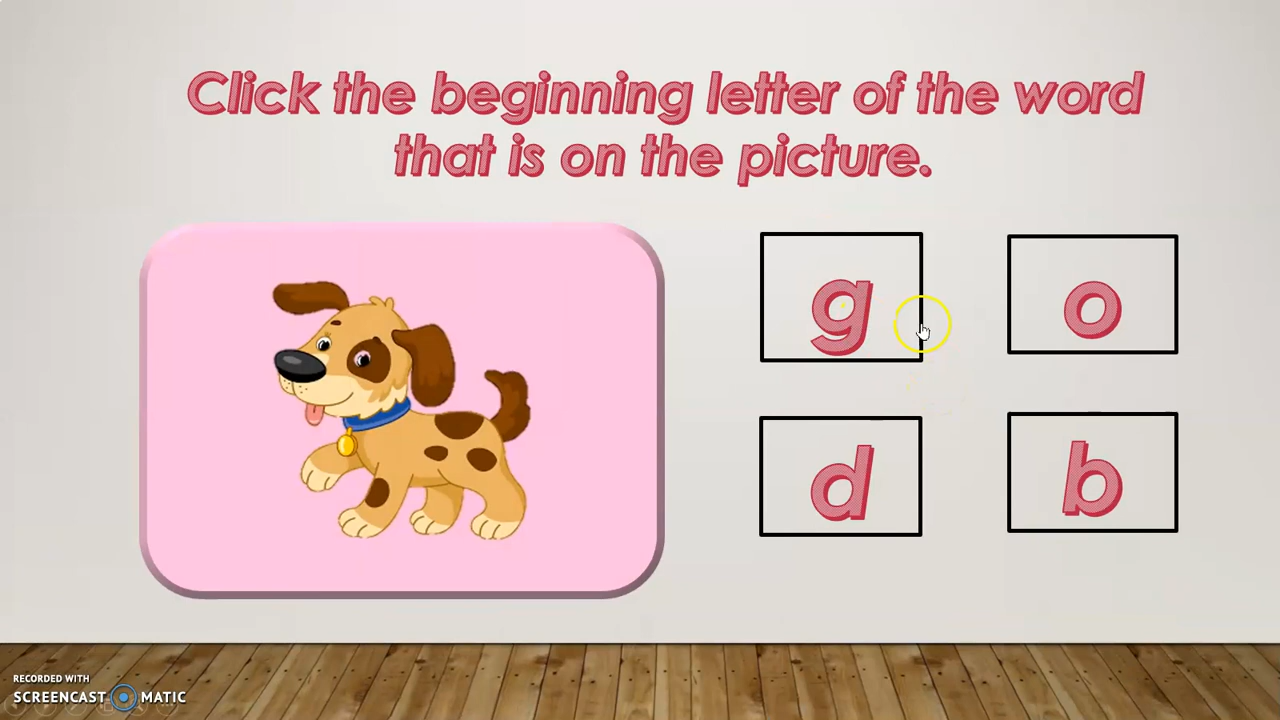 Click the beginning letter of the word
that is on the picture.
g
o
d
b
RECORDED WITH
SCREENCAST MATIC